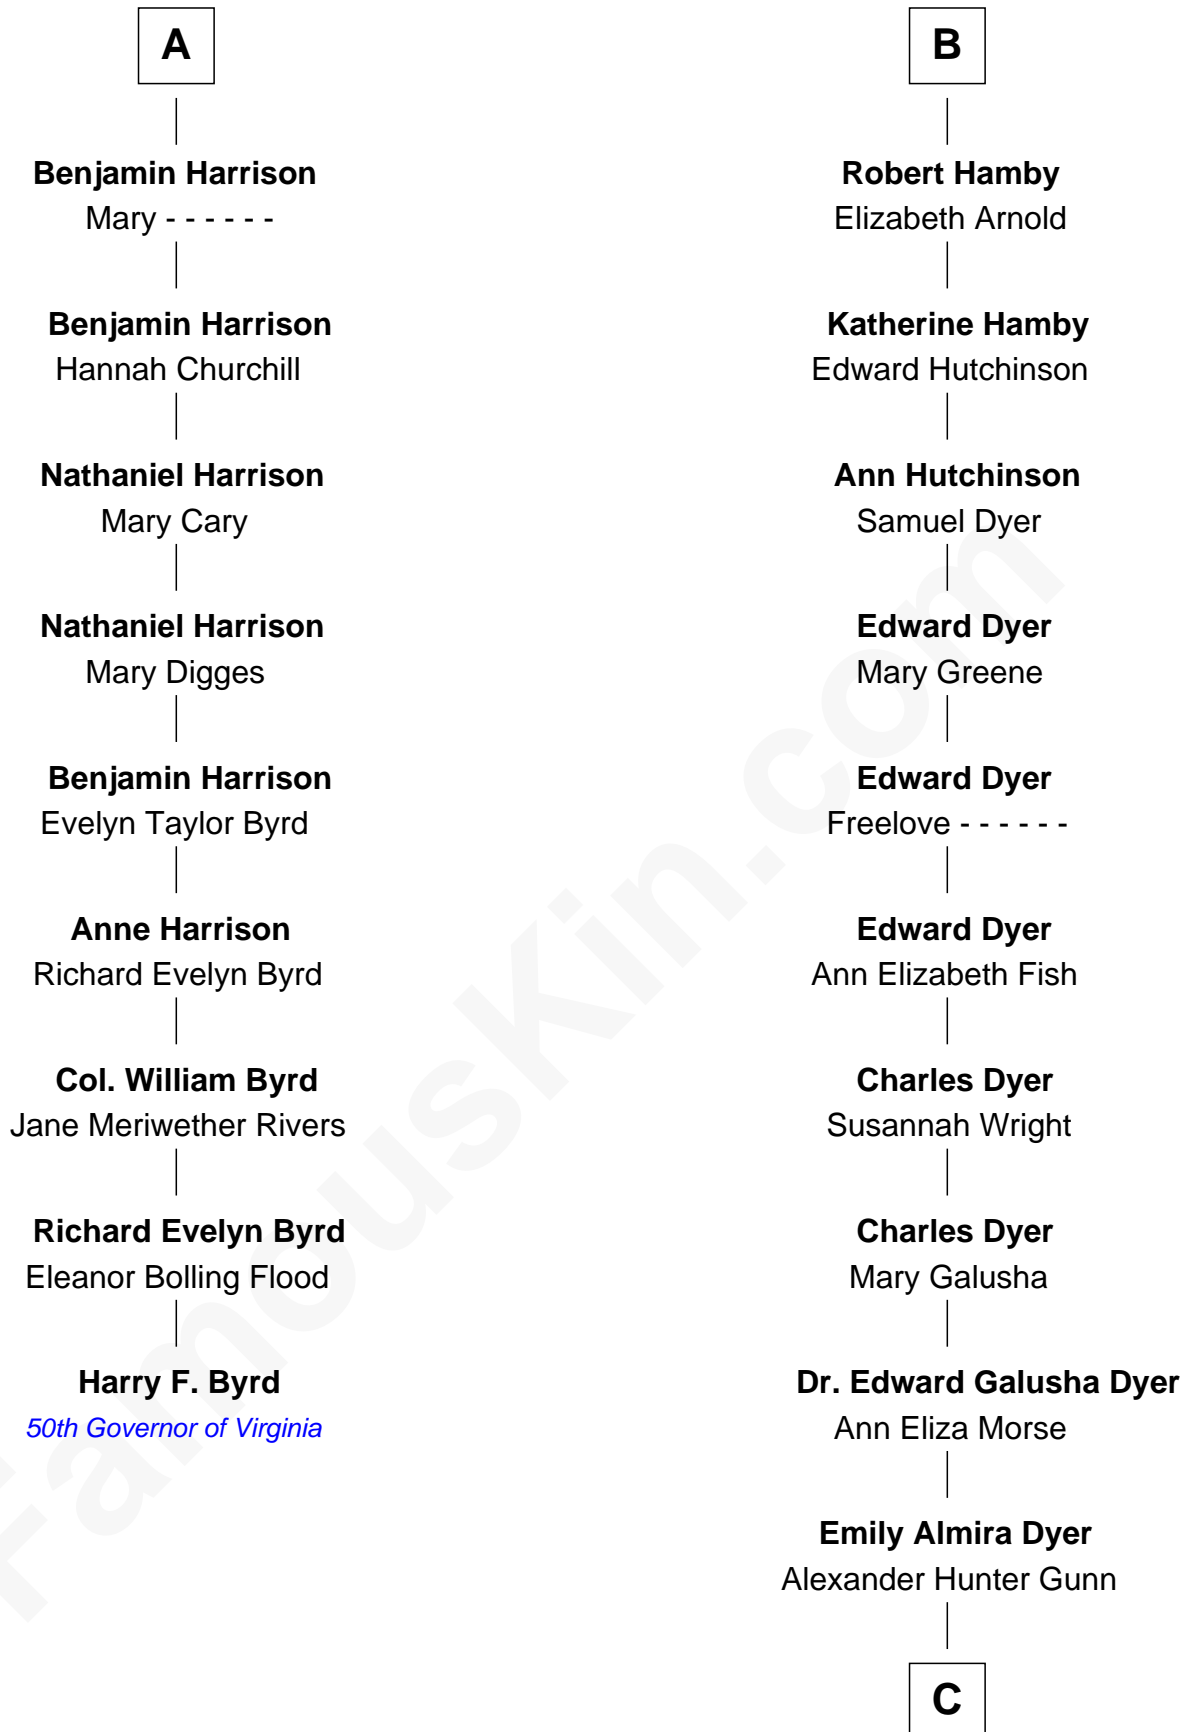 A
Benjamin Harrison
Mary - - - - - -
Benjamin Harrison
Hannah Churchill
Nathaniel Harrison
Mary Cary
Nathaniel Harrison
Mary Digges
Benjamin Harrison
Evelyn Taylor Byrd
Anne Harrison
Richard Evelyn Byrd
Col. William Byrd
Jane Meriwether Rivers
Richard Evelyn Byrd
Eleanor Bolling Flood
Harry F. Byrd
50th Governor of Virginia
B
Robert Hamby
Elizabeth Arnold
Katherine Hamby
Edward Hutchinson
Ann Hutchinson
Samuel Dyer
Edward Dyer
Mary Greene
Edward Dyer
Freelove - - - - - -
Edward Dyer
Ann Elizabeth Fish
Charles Dyer
Susannah Wright
Charles Dyer
Mary Galusha
Dr. Edward Galusha Dyer
Ann Eliza Morse
Emily Almira Dyer
Alexander Hunter Gunn
C
FamousKin.com